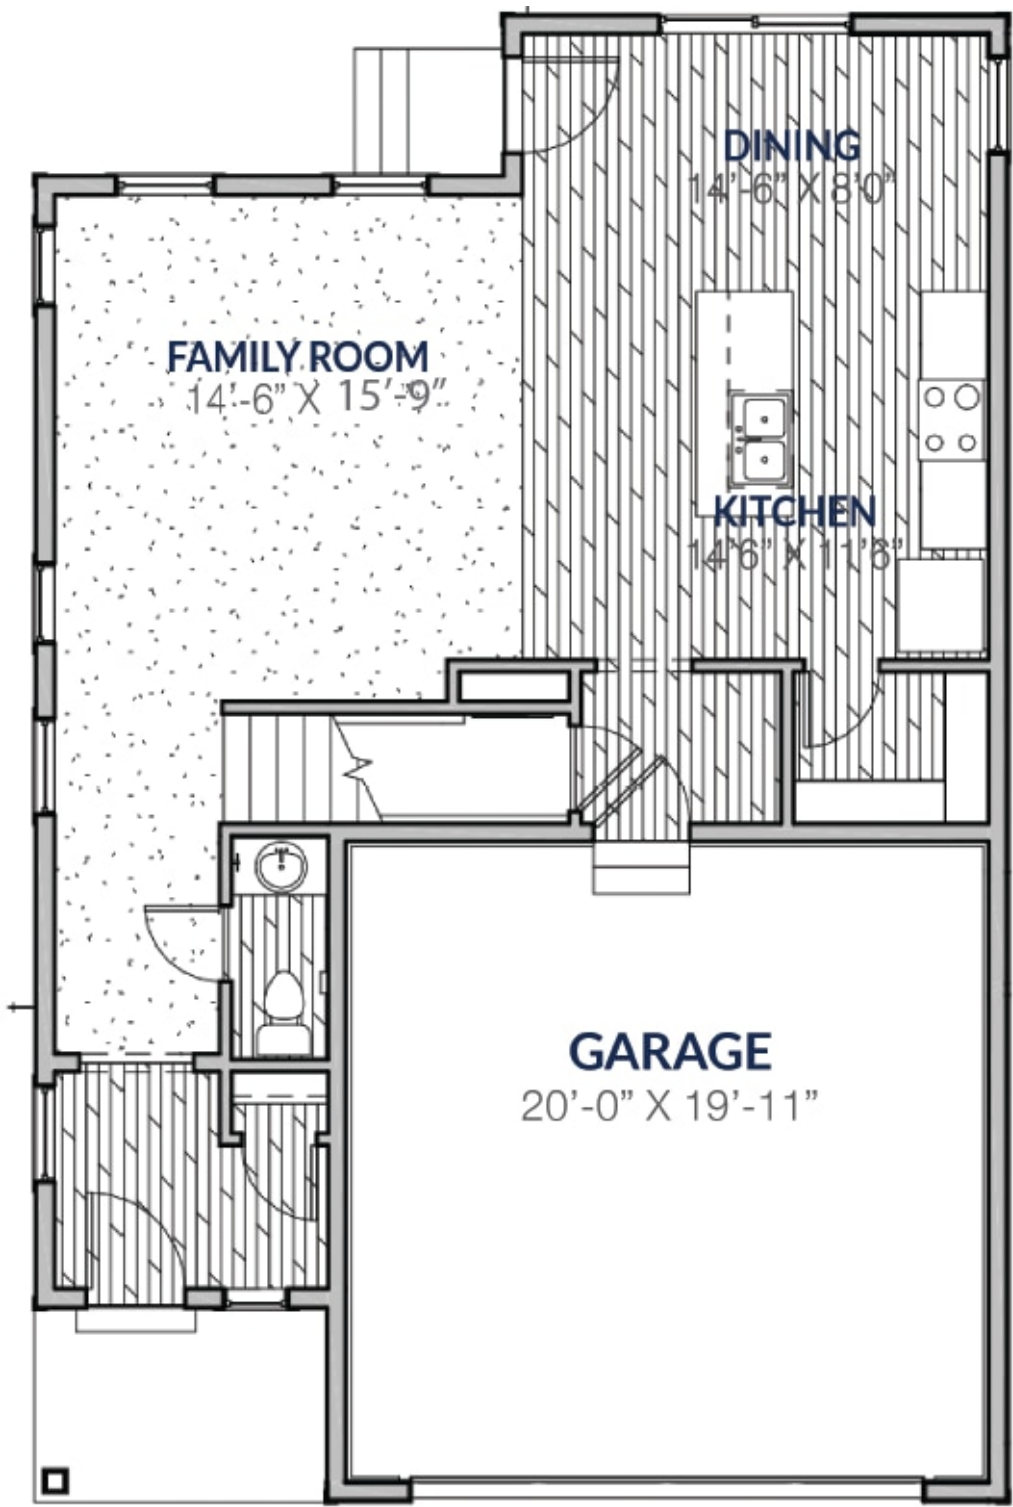 DINING
14'-6" X 8'0"
FAMILY ROOM
14'-6” X 15’-9”
KITCHEN
14'6" X 11'6"
GARAGE
20’-0” X 19’-11”